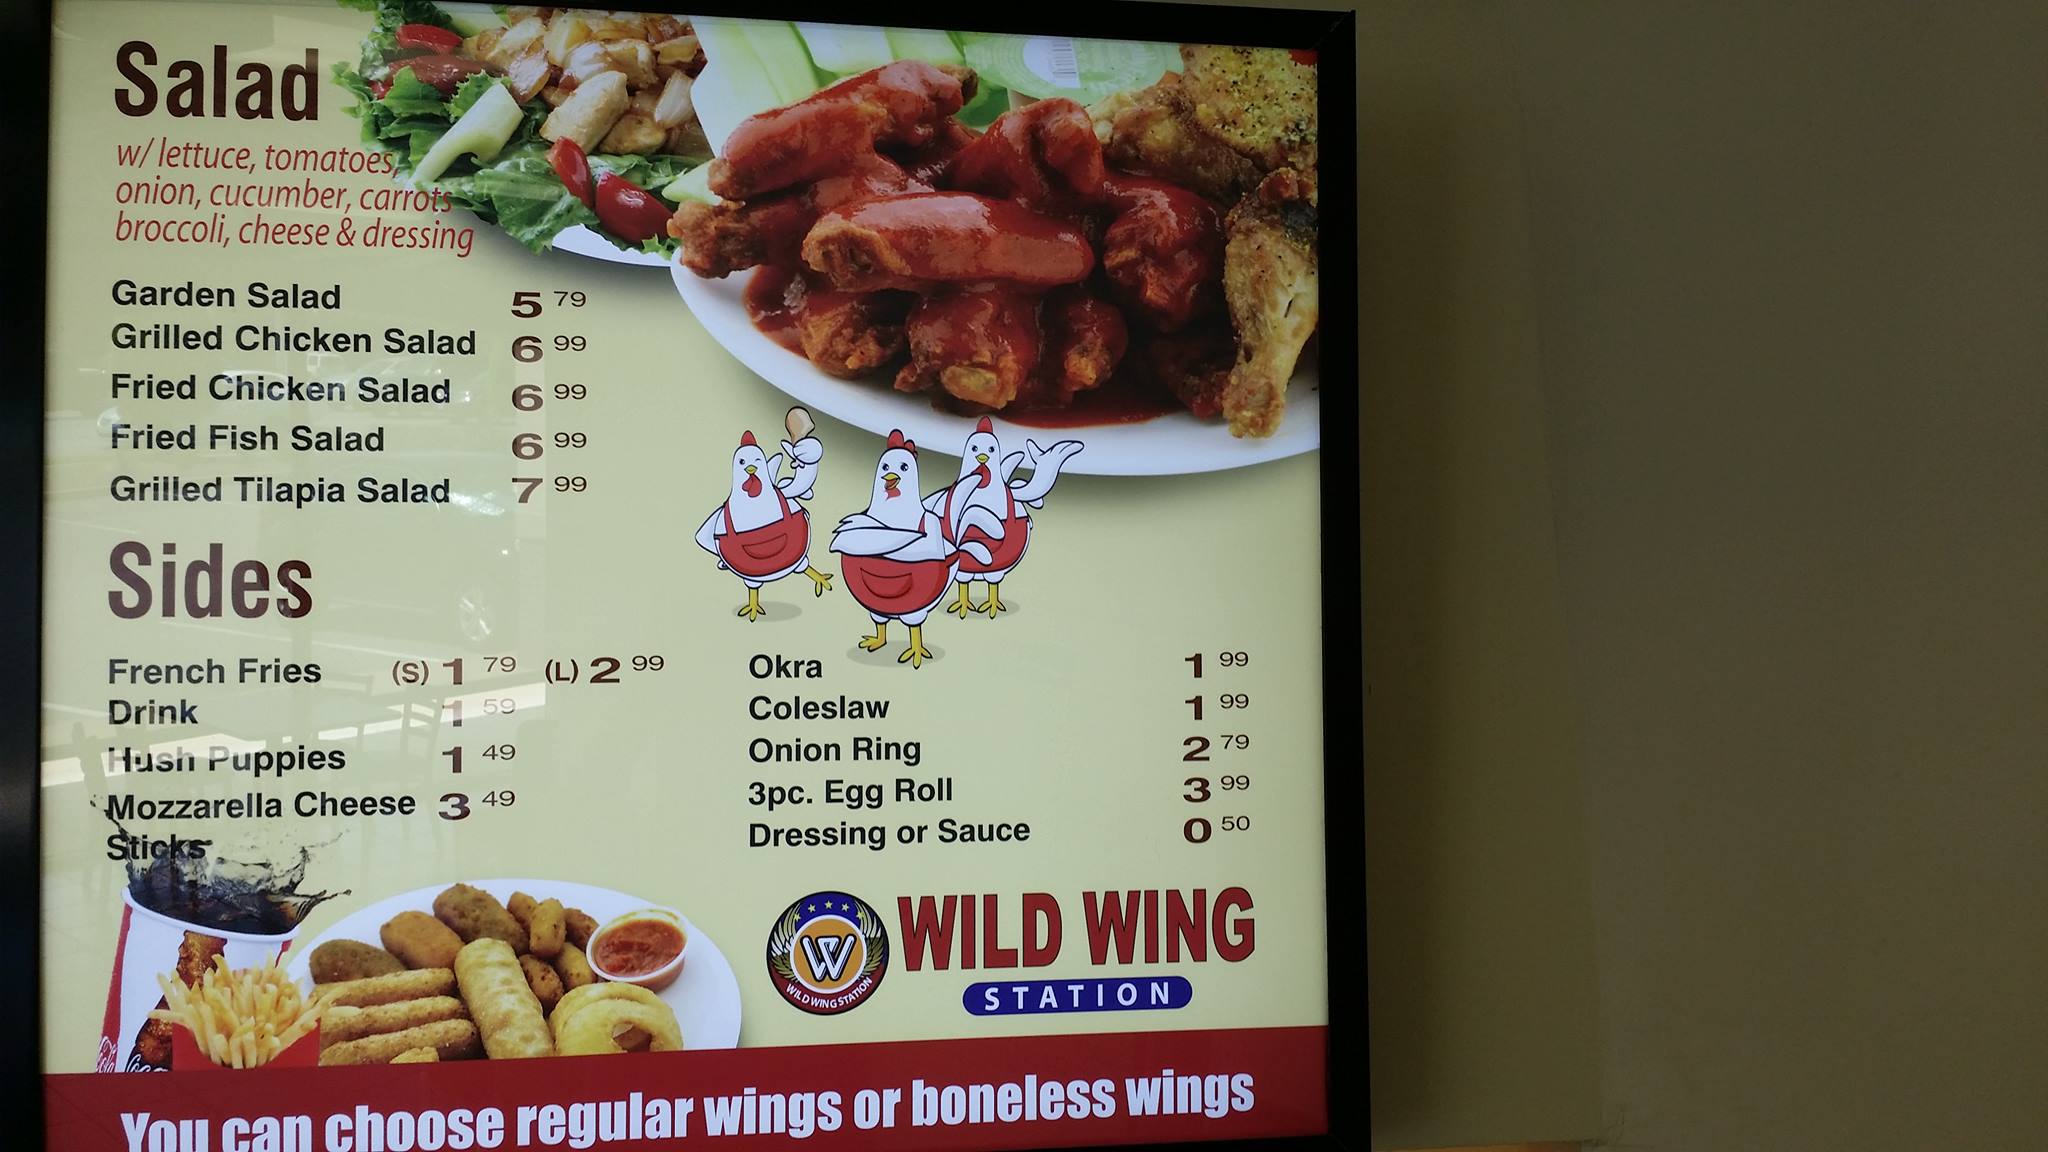 Salad
w/ lettuce, tomatoes,
onion, cucumber, carrots
broccoli, cheese & dressing
Garden Salad 5 79
Grilled Chicken Salad 6 99
Fried Chicken Salad 6 99
Fried Fish Salad 6 99
Grilled Tilapia Salad 7 99
Sides
French Fries (S) 1 79 (L) 2 99
Drink 1 59
Hush Puppies 1 49
Mozzarella Cheese 3 49
Sticks
Okra 1 99
Coleslaw 1 99
Onion Ring 2 79
3pc. Egg Roll 3 99
Dressing or Sauce 0 50
W
WILD WING STATION
WILD WING
STATION
You can choose regular wings or boneless wings